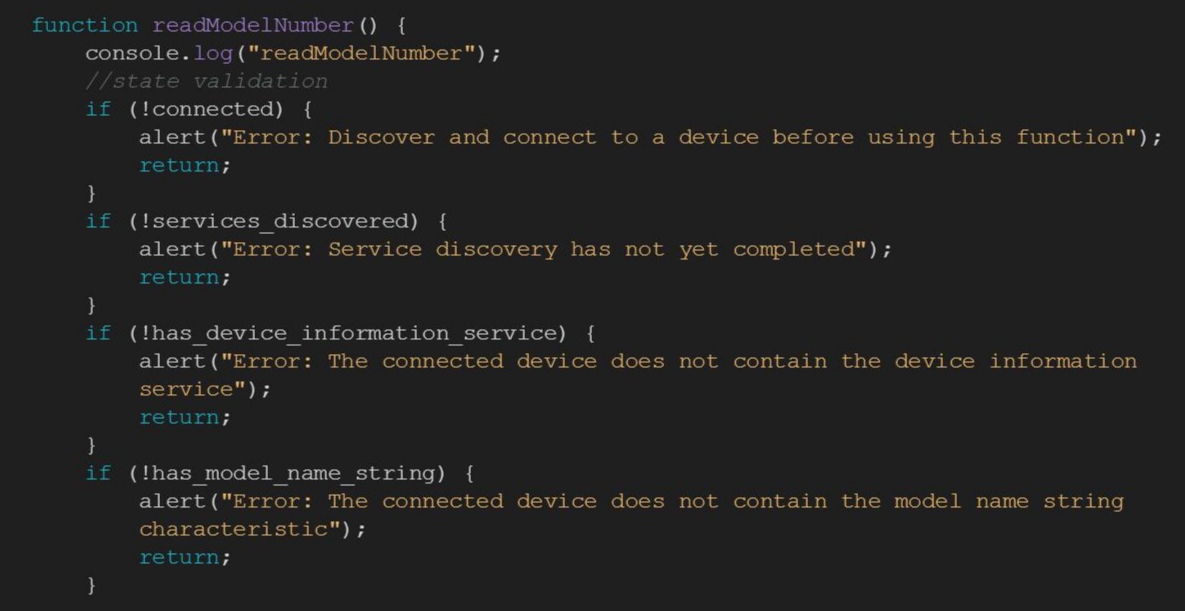 function readModelNumber() {
    console.log("readModelNumber");
    //state validation
    if (!connected) {
        alert("Error: Discover and connect to a device before using this function");
        return;
    }
    if (!services_discovered) {
        alert("Error: Service discovery has not yet completed");
        return;
    }
    if (!has_device_information_service) {
        alert("Error: The connected device does not contain the device information
        service");
        return;
    }
    if (!has_model_name_string) {
        alert("Error: The connected device does not contain the model name string
        characteristic");
        return;
    }